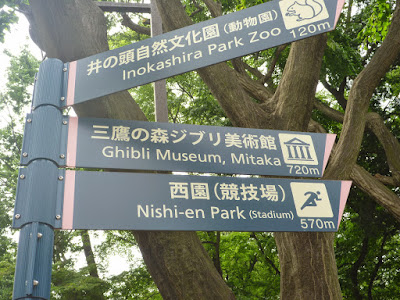 井の頭自然文化園(動物園)
Inokashira Park Zoo
120m
三鷹の森ジブリ美術館
Ghibli Museum, Mitaka
720m
西園(競技場)
Nishi-en Park (Stadium)
570m